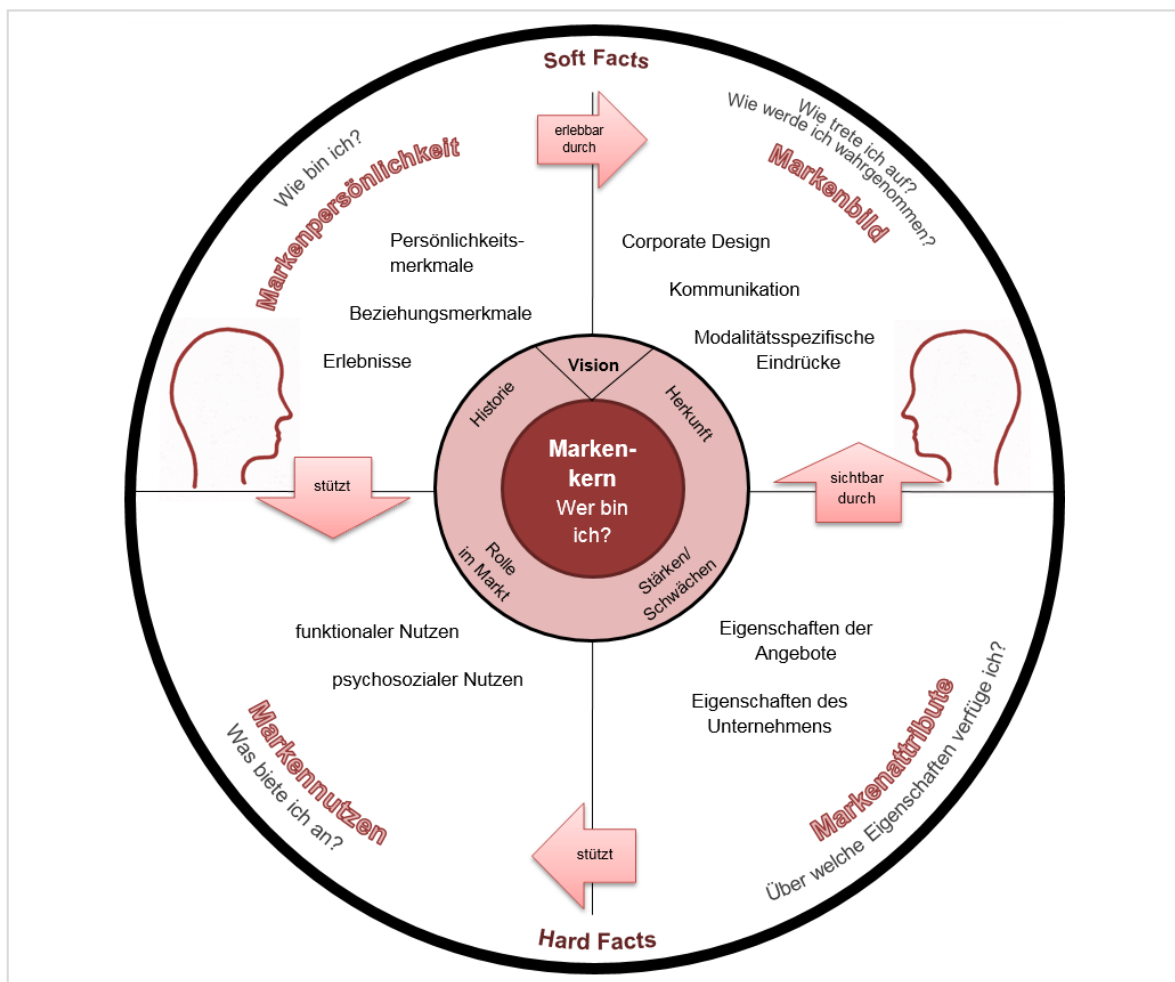 Soft Facts
erlebbar
durch
Wie bin ich?
Markenpersönlichkeit
Persönlichkeits-
merkmale
Beziehungsmerkmale
Erlebnisse
Wie trete ich auf?
Wie werde ich wahrgenommen?
Markenbild
Corporate Design
Kommunikation
Modalitätsspezifische
Eindrücke
Vision
Historie
Herkunft
Marken-
kern
Wer bin
ich?
Rolle
im Markt
Stärken/
Schwächen
stützt
sichtbar
durch
funktionaler Nutzen
psychosozialer Nutzen
Markennutzen
Was biete ich an?
Eigenschaften der
Angebote
Eigenschaften des
Unternehmens
Markenattribute
Über welche Eigenschaften verfüge ich?
stützt
Hard Facts